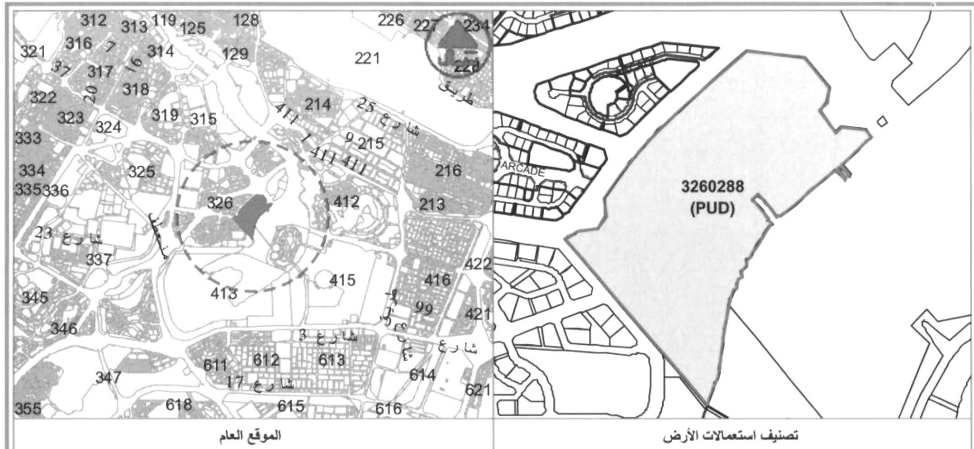 312 313 119 125 128 226 227 234
321 316 7 314 129 221 228
37 317 16 طريق
322 20 318 214 25 شارع
323 319 315 411 1 9 215
333 324 411 411
334 325 216
335 336 326 412 213
23 شارع
337 422
413 415 416
345 99 421
346 شارع 3 شارع
347 611 612 613 614
شارع 17 621
355 618 615 616
الموقع العام
ARCADE
3260288
(PUD)
تصنيف استعمالات الأرض